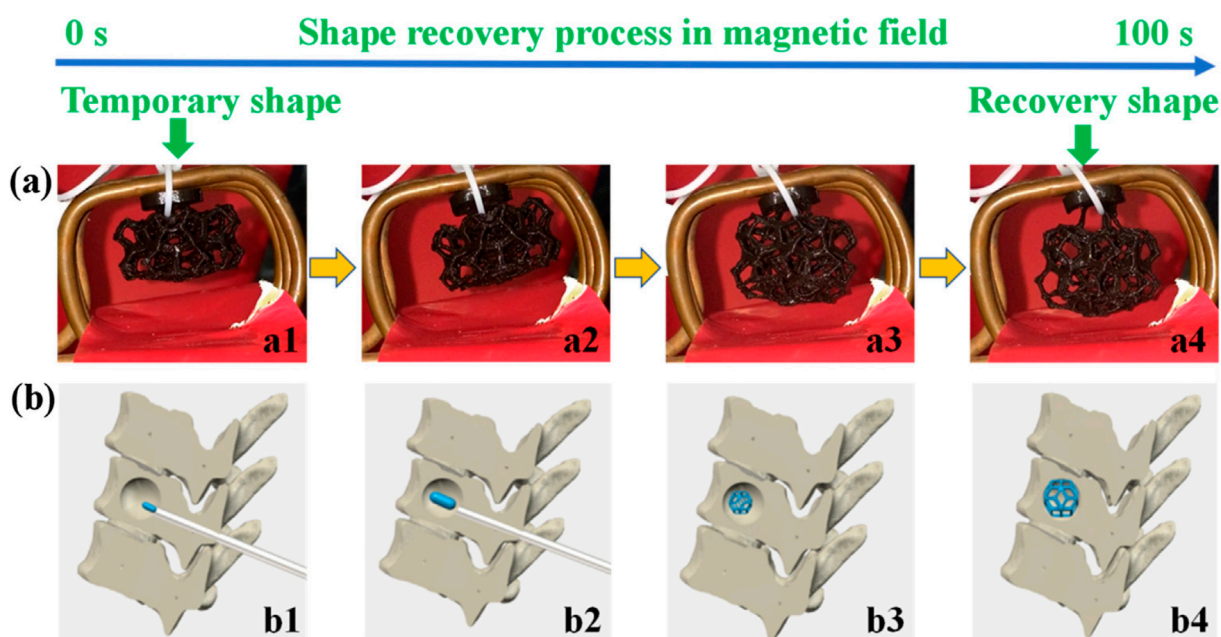 0 s Shape recovery process in magnetic field 100 s
Temporary shape Recovery shape
(a)
a1 a2 a3 a4
(b)
b1 b2 b3 b4